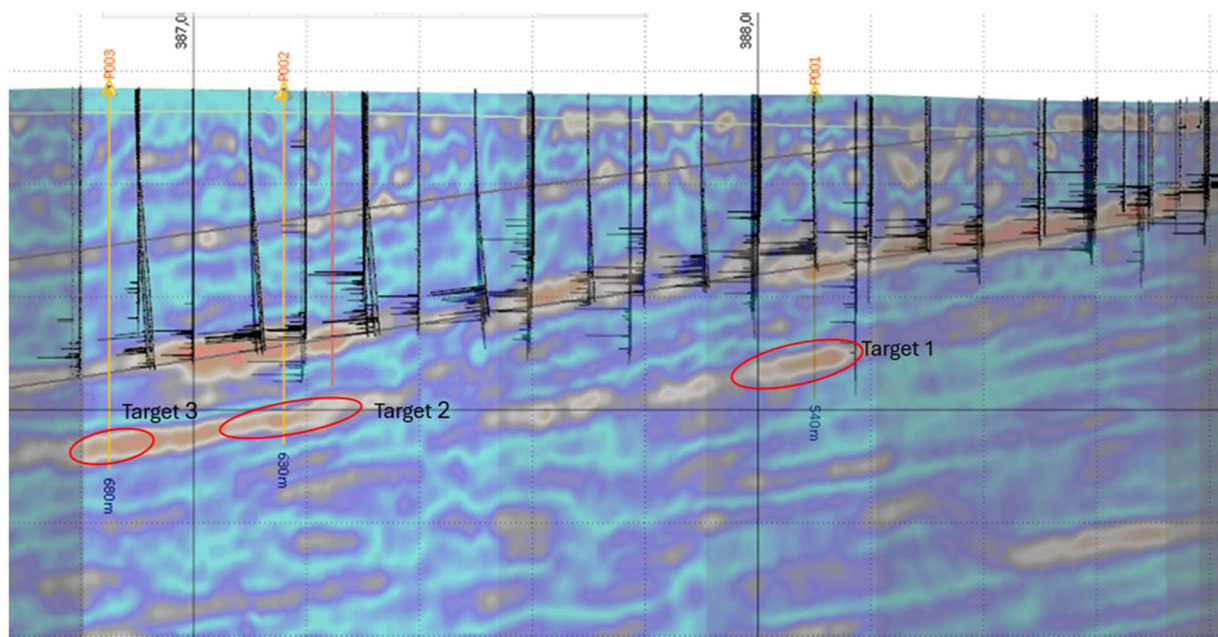 387,0
388,0
P003
P002
P001
Target 1
Target 2
Target 3
540m
630m
680m